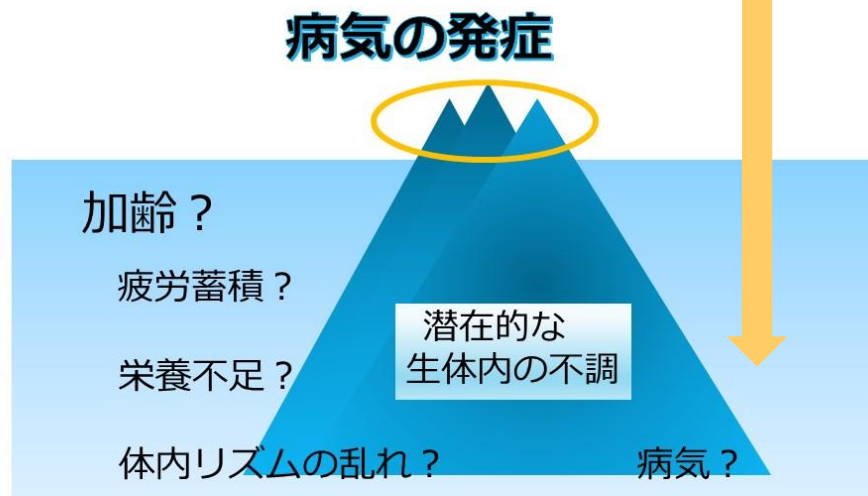 病気の発症
加齢？
疲労蓄積？
潜在的な
生体内の不調
栄養不足？
体内リズムの乱れ？
病気？